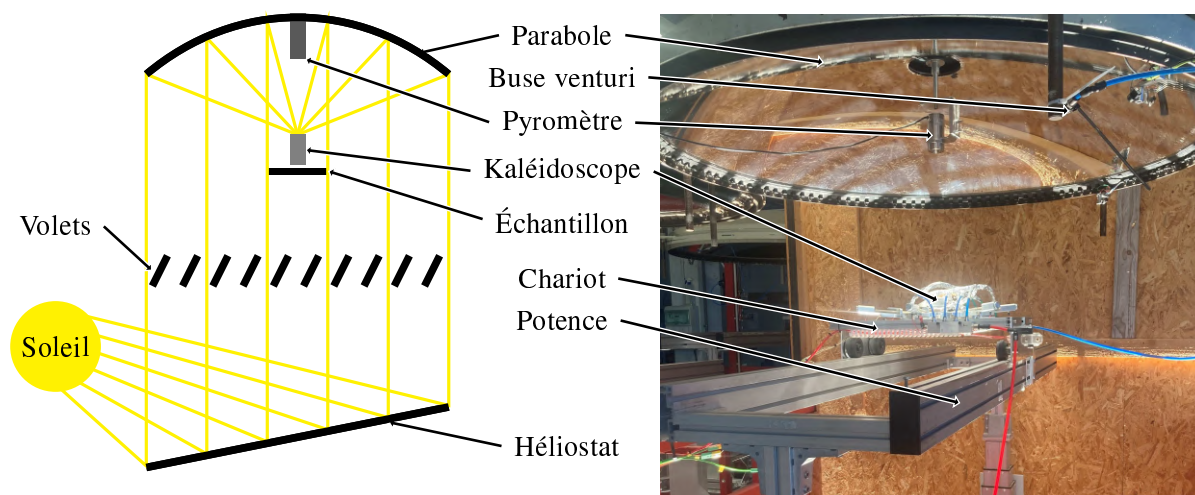 Parabole
Buse venturi
Pyromètre
Kaléidoscope
Échantillon
Volets
Chariot
Potence
Soleil
Héliostat